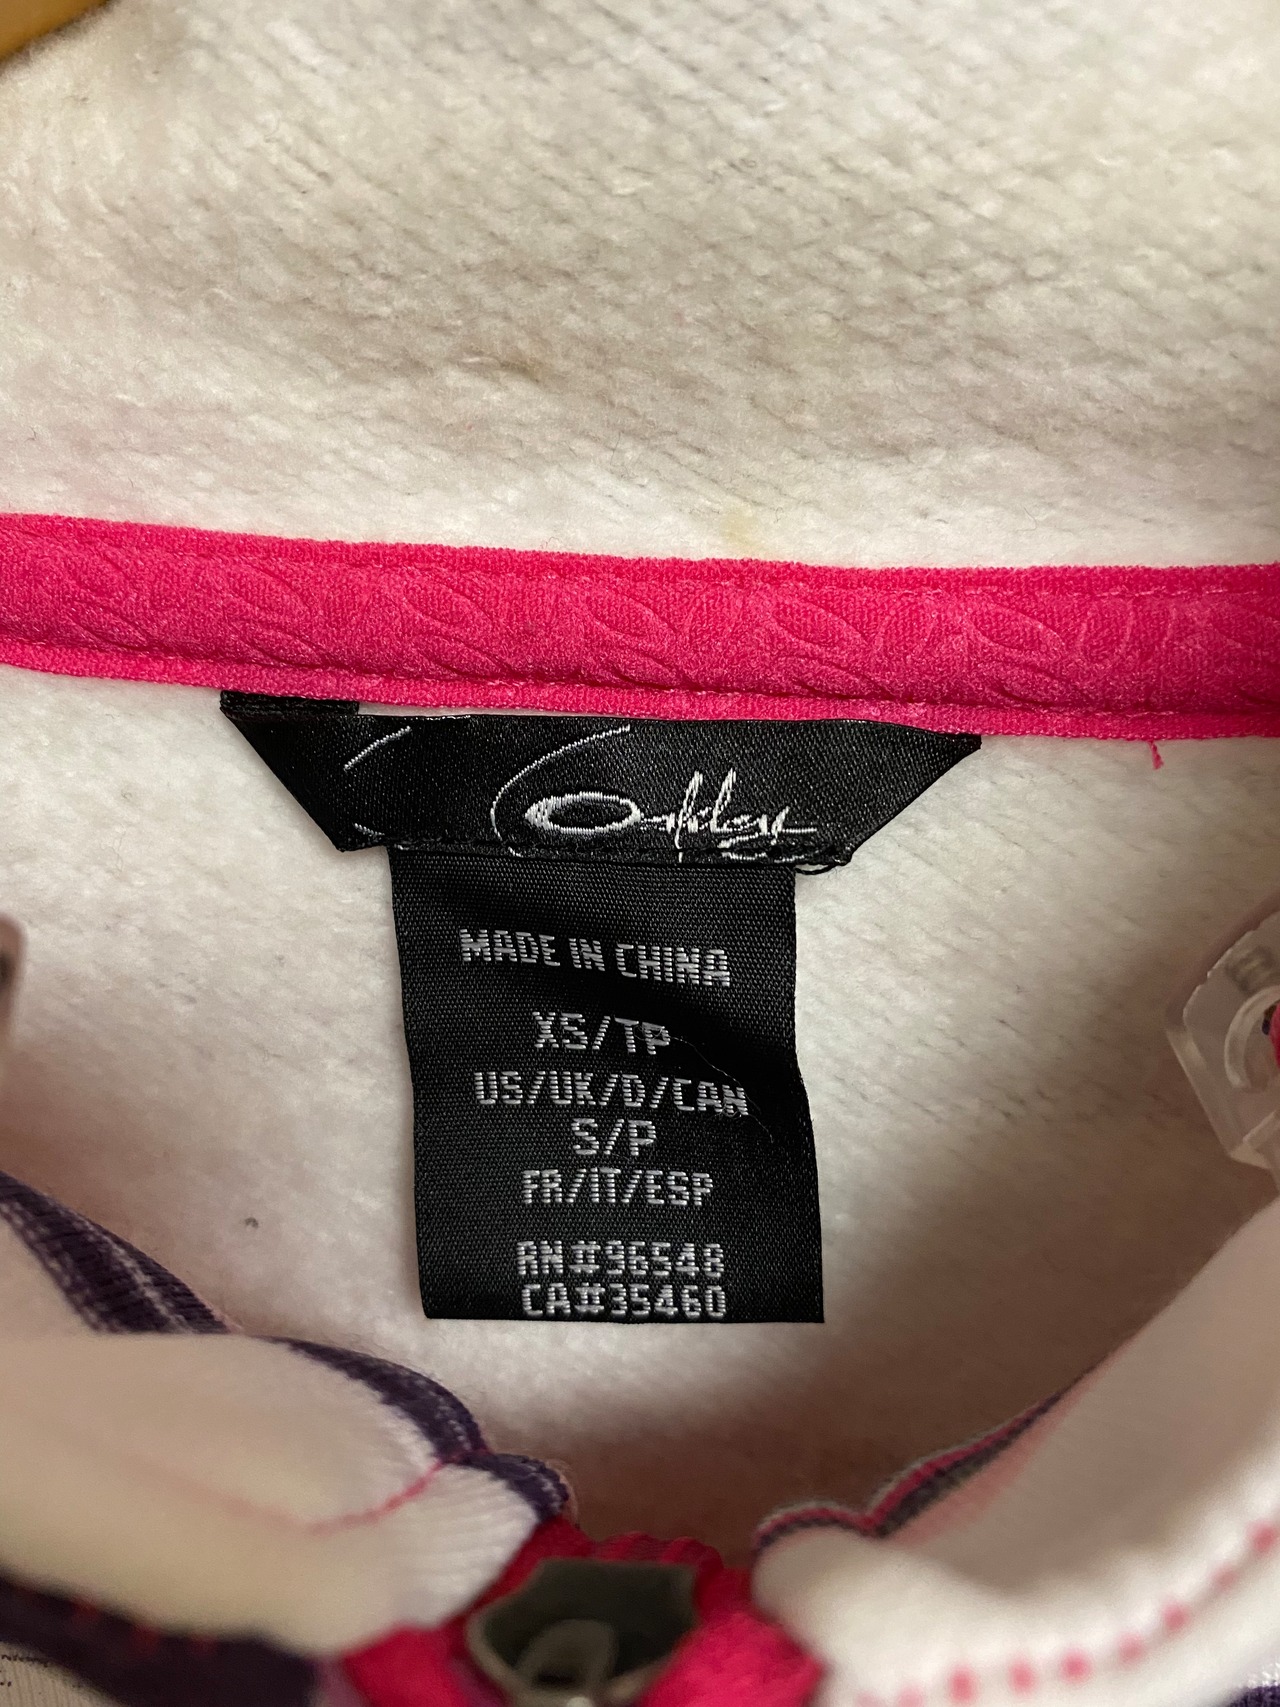 Oakley
MADE IN CHINA
XS/TP
US/UK/D/CAN
S/P
FR/IT/ESP
RN#96548
CA#35460